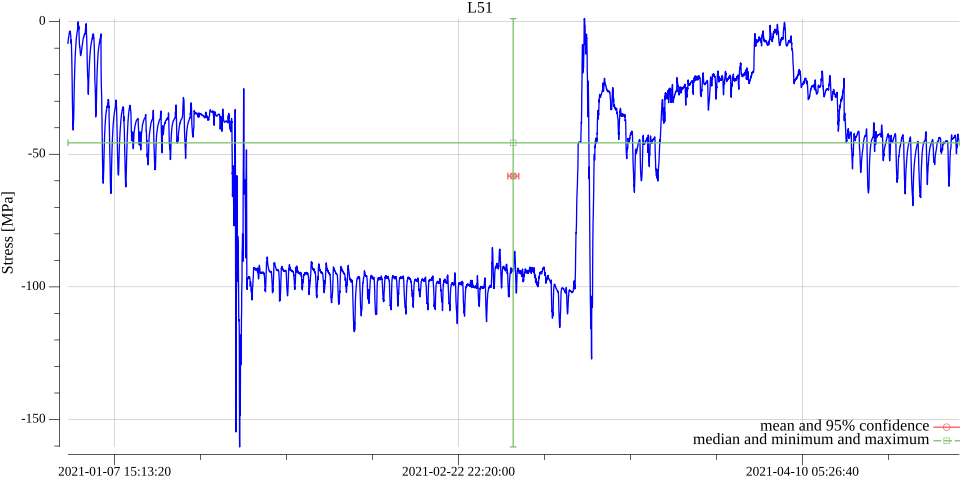 L51
0
-50
-100
-150
Stress [MPa]
mean and 95% confidence
median and minimum and maximum
2021-01-07 15:13:20
2021-02-22 22:20:00
2021-04-10 05:26:40